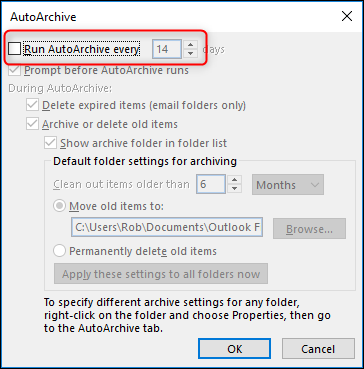 AutoArchive
Run AutoArchive every 14 days
Prompt before AutoArchive runs
During AutoArchive:
Delete expired items (email folders only)
Archive or delete old items
Show archive folder in folder list
Default folder settings for archiving
Clean out items older than 6 Months
Move old items to:
C:\Users\Rob\Documents\Outlook F Browse...
Permanently delete old items
Apply these settings to all folders now
To specify different archive settings for any folder,
right-click on the folder and choose Properties, then go
to the AutoArchive tab.
OK Cancel